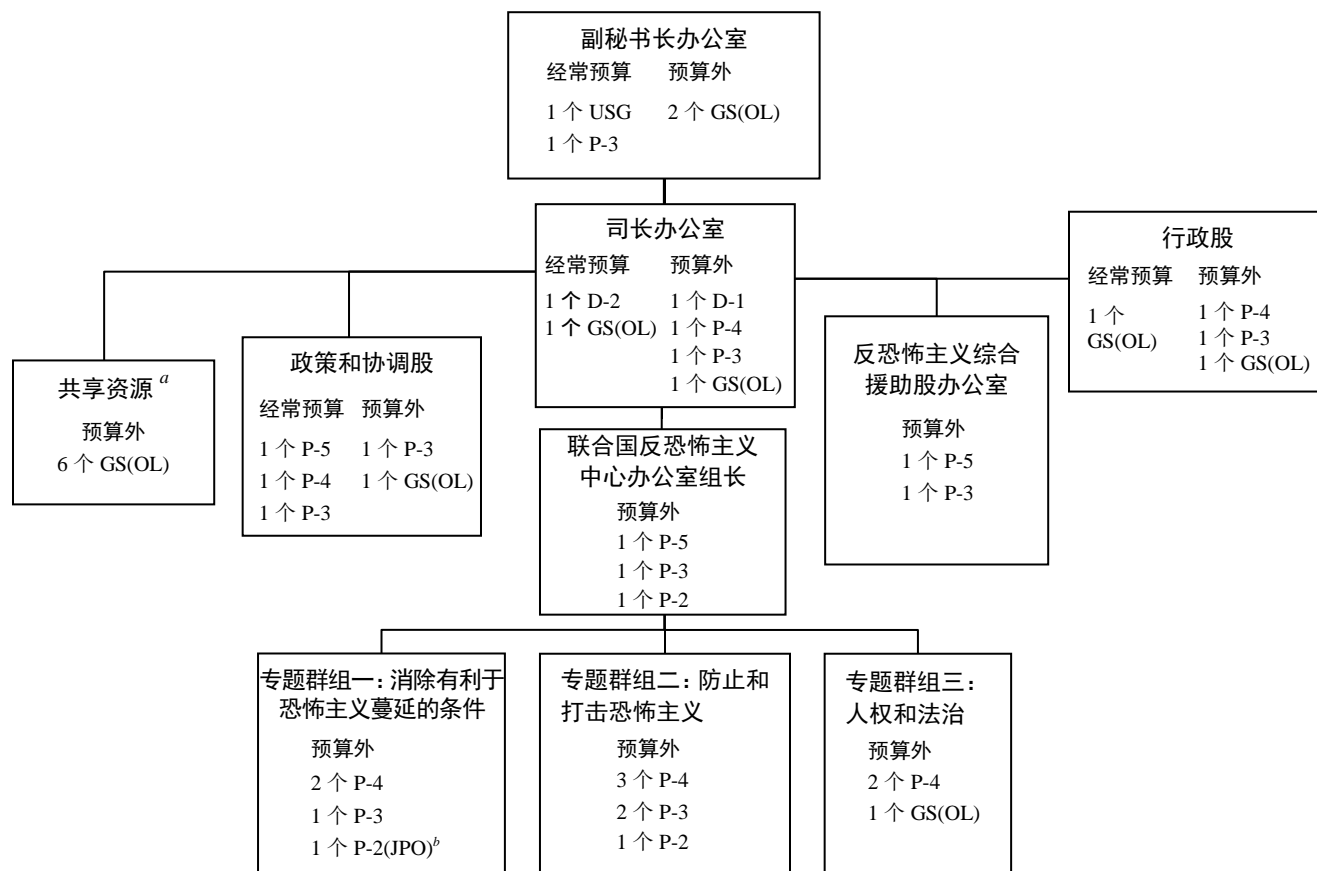 副秘书长办公室
经常预算 预算外
1 个 USG 2 个 GS(OL)
1 个 P-3
司长办公室
经常预算 预算外
1 个 D-2 1 个 D-1
1 个 GS(OL) 1 个 P-4
1 个 P-3
1 个 GS(OL)
行政股
经常预算 预算外
1 个 1 个 P-4
GS(OL) 1 个 P-3
1 个 GS(OL)
共享资源 a
预算外
6 个 GS(OL)
政策和协调股
经常预算 预算外
1 个 P-5 1 个 P-3
1 个 P-4 1 个 GS(OL)
1 个 P-3
反恐怖主义综合
援助股办公室
预算外
1 个 P-5
1 个 P-3
联合国反恐怖主义
中心办公室组长
预算外
1 个 P-5
1 个 P-3
1 个 P-2
专题群组一：消除有利于
恐怖主义蔓延的条件
预算外
2 个 P-4
1 个 P-3
1 个 P-2(JPO)b
专题群组二：防止和
打击恐怖主义
预算外
3 个 P-4
2 个 P-3
1 个 P-2
专题群组三：
人权和法治
预算外
2 个 P-4
1 个 GS(OL)